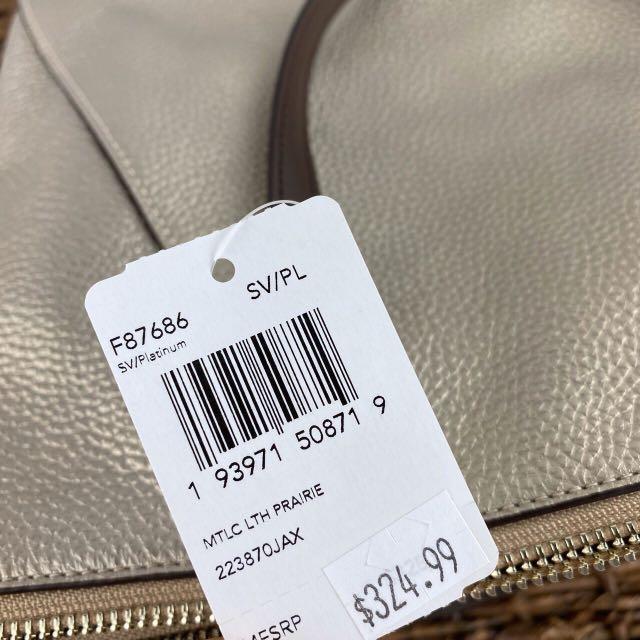 SV/PL
F87686
SV/Platinum
1 93971 50871 9
MTLC LTH PRAIRIE
223870JAX
$324.99